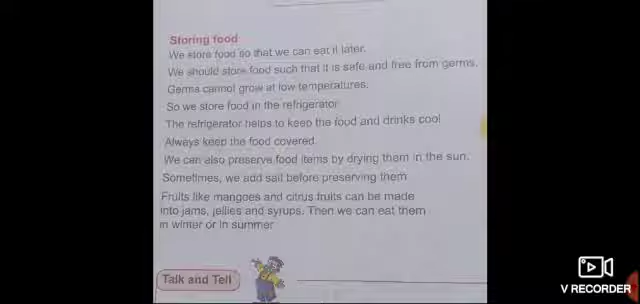 Storing food
We store food so that we can eat it later.
We should store food such that it is safe and free from germs.
Germs cannot grow at low temperatures.
So we store food in the refrigerator
The refrigerator helps to keep the food and drinks cool
Always keep the food covered.
We can also preserve food items by drying them in the sun.
Sometimes, we add salt before preserving them
Fruits like mangoes and citrus fruits can be made
into jams, jellies and syrups. Then we can eat them
in winter or in summer
Talk and Tell
V RECORDER